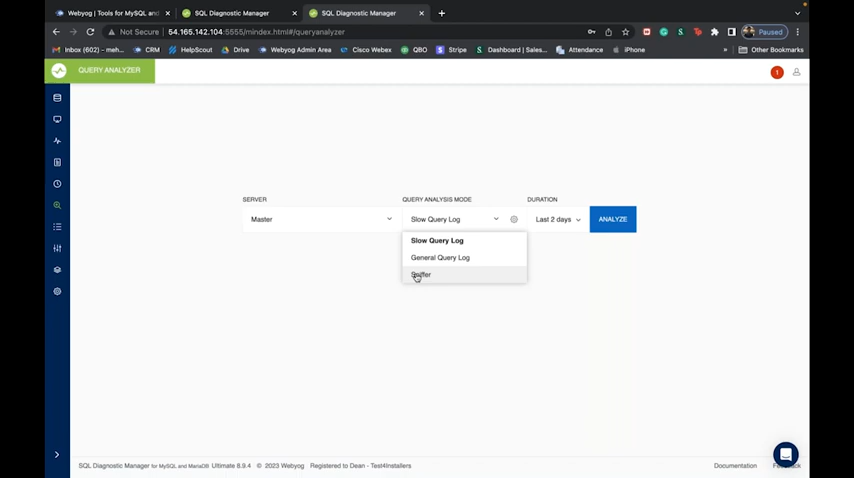 Webyog | Tools for MySQL and
SQL Diagnostic Manager
SQL Diagnostic Manager
Not Secure | 54.165.142.104:5555/mindex.html#/queryanalyzer
Paused
Inbox (602) - meh...
CRM
HelpScout
Drive
Webyog Admin Area
Cisco Webex
QBO
Stripe
Dashboard | Sales...
Attendance
iPhone
»
Other Bookmarks
QUERY ANALYZER
1
SERVER
QUERY ANALYSIS MODE
DURATION
Master
Slow Query Log
Last 2 days
ANALYZE
Slow Query Log
General Query Log
Sniffer
SQL Diagnostic Manager for MySQL and MariaDB Ultimate 8.9.4 © 2023 Webyog Registered to Dean - Test4Installers
Documentation
Feedback